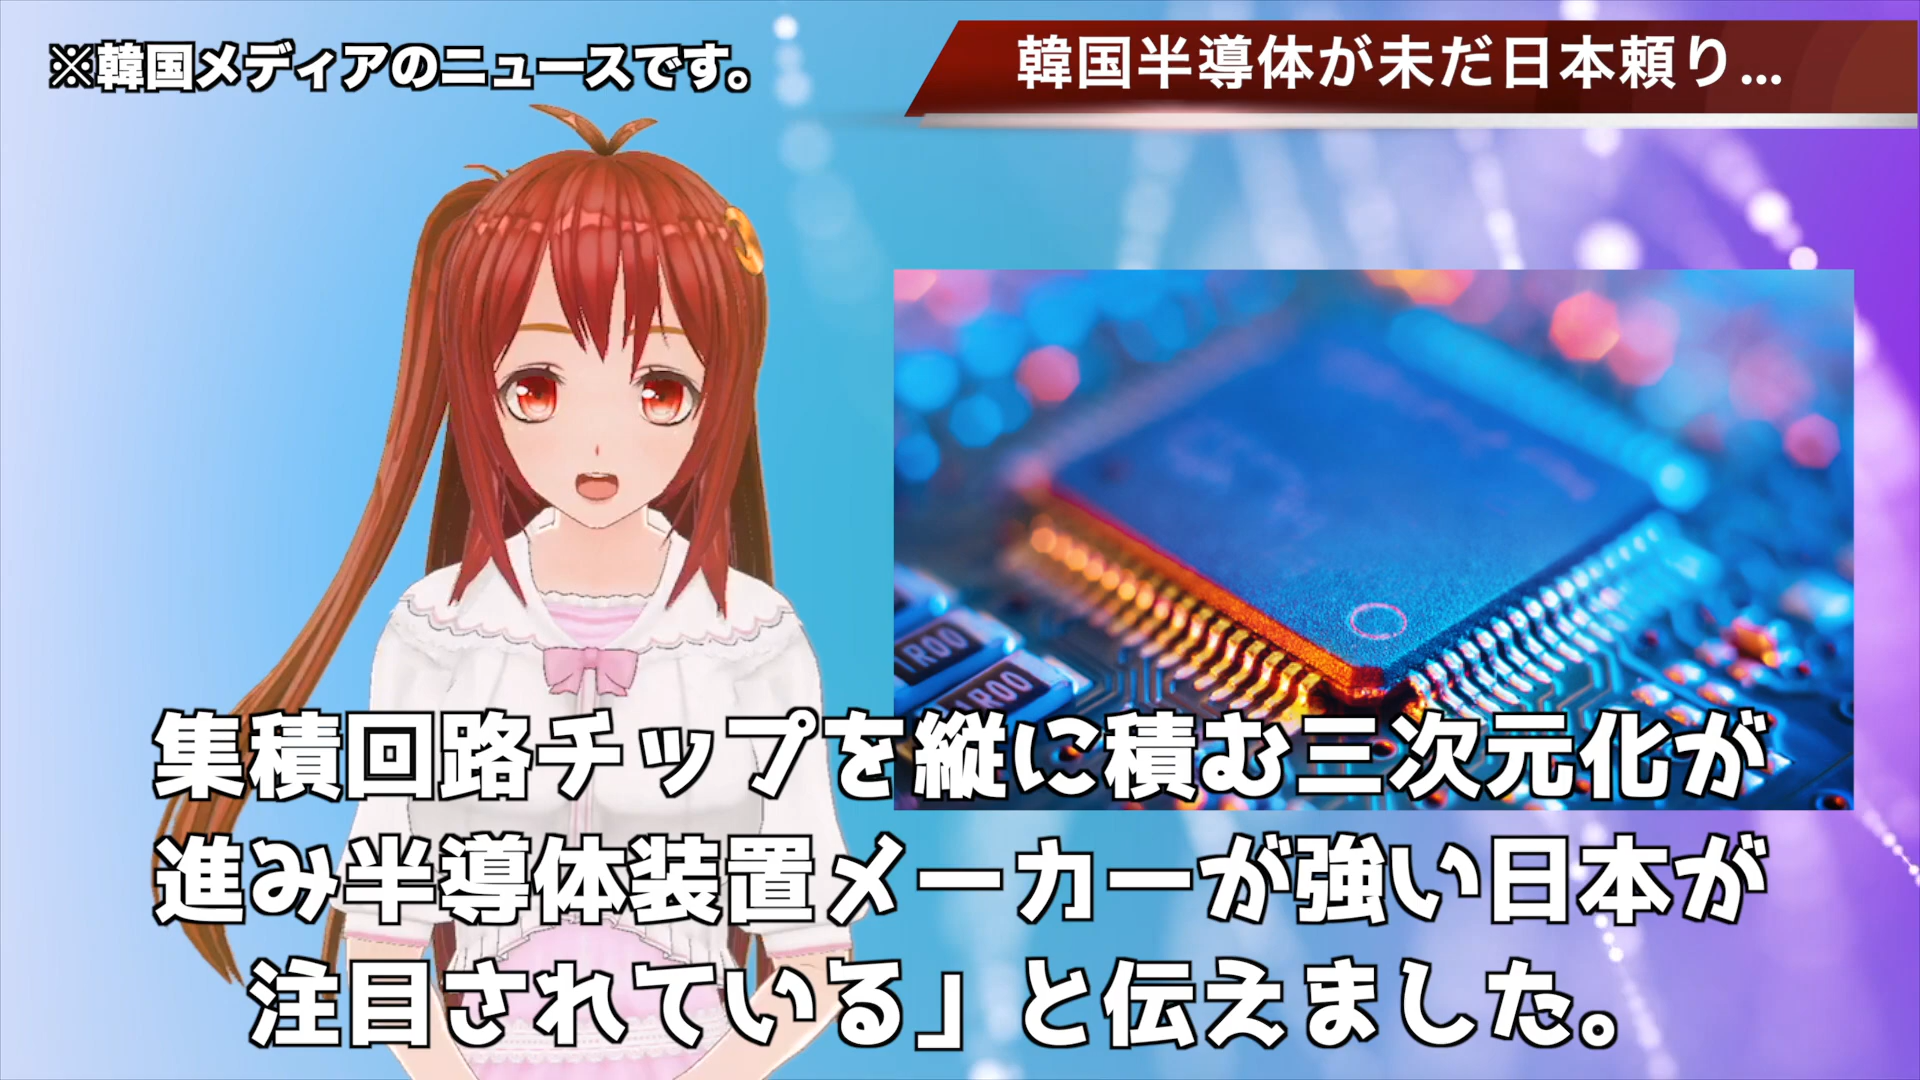 ※韓国メディアのニュースです。
韓国半導体が未だ日本頼り...
1R00
1R00
集積回路チップを縦に積む三次元化が
進み半導体装置メーカーが強い日本が
注目されている」と伝えました。